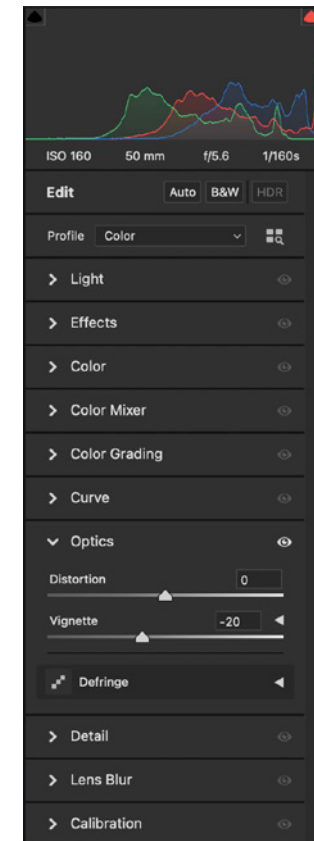 ISO 160 50 mm f/5.6 1/160s
Edit Auto B&W HDR
Profile Color
Light
Effects
Color
Color Mixer
Color Grading
Curve
Optics
Distortion 0
Vignette -20
Defringe
Detail
Lens Blur
Calibration